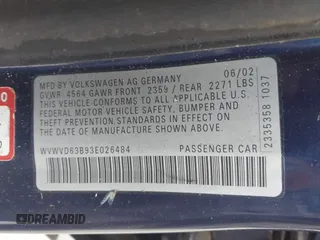 MFD. BY VOLKSWAGEN AG GERMANY 06/02
GVWR 4564 GAWR FRONT 2359 / REAR 2271 LBS
THIS VEHICLE CONFORMS TO ALL APPLICABLE U.S.
FEDERAL MOTOR VEHICLE SAFETY, BUMPER, AND
THEFT PREVENTION STANDARDS IN EFFECT ON THE
DATE OF MANUFACTURE SHOWN ABOVE.
WVWVD63B93E026484 PASSENGER CAR
2335358 1037
DREAMBID